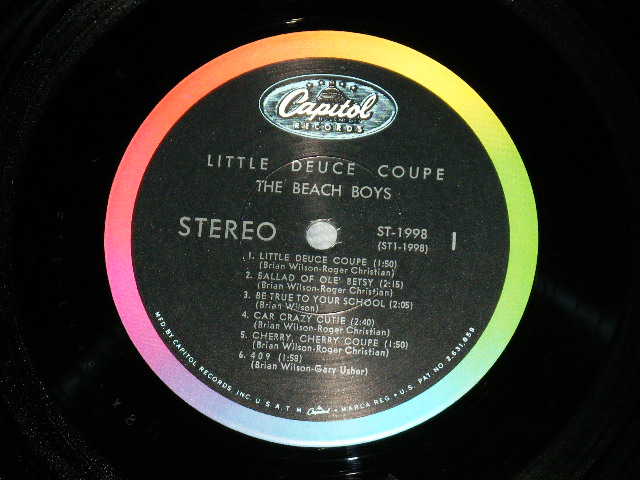 Capitol
RECORDS
LITTLE DEUCE COUPE
THE BEACH BOYS
STEREO
ST-1998
(ST1-1998)
1
1. LITTLE DEUCE COUPE (1:50)
(Brian Wilson-Roger Christian)
2. BALLAD OF OLE' BETSY (2:15)
(Brian Wilson-Roger Christian)
3. BE TRUE TO YOUR SCHOOL (2:05)
(Brian Wilson)
4. CAR CRAZY CUTIE (2:40)
(Brian Wilson-Roger Christian)
5. CHERRY, CHERRY COUPE (1:50)
(Brian Wilson-Roger Christian)
6. 409 (1:58)
(Brian Wilson-Gary Usher)
MFD. BY CAPITOL RECORDS, INC. U.S.A. T.M. Capitol • MARCA REG. • U.S. PAT. NO. 2,631,859